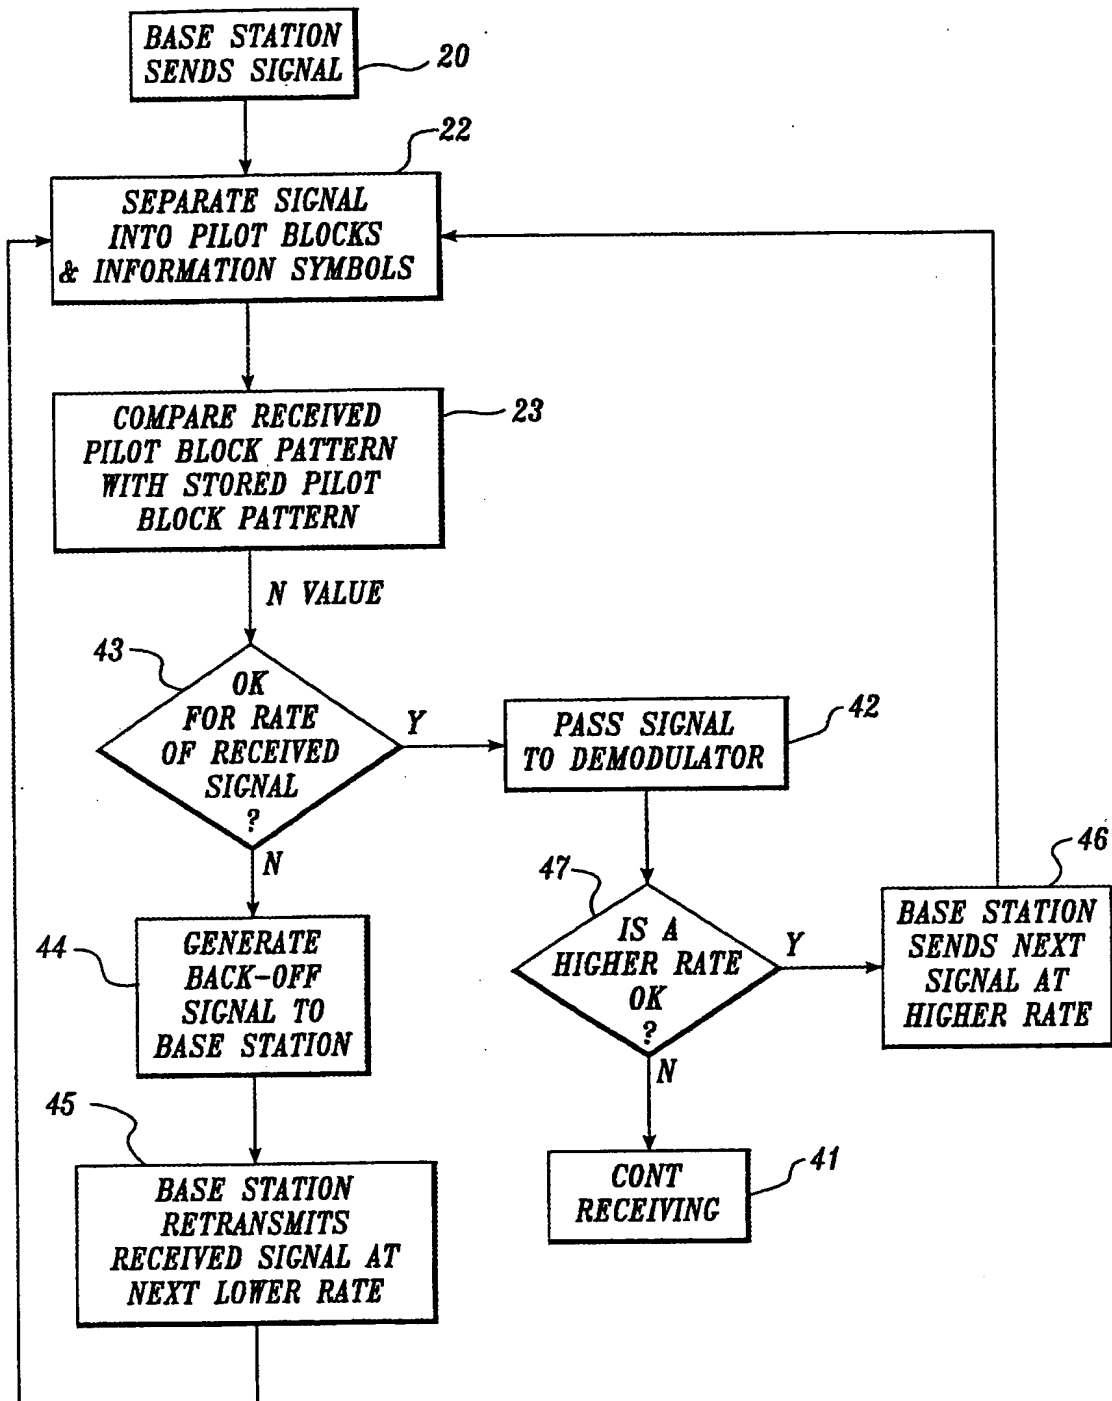 BASE STATION
SENDS SIGNAL
20
22
SEPARATE SIGNAL
INTO PILOT BLOCKS
& INFORMATION SYMBOLS
23
COMPARE RECEIVED
PILOT BLOCK PATTERN
WITH STORED PILOT
BLOCK PATTERN
N VALUE
43
OK
FOR RATE
OF RECEIVED
SIGNAL
?
Y
N
PASS SIGNAL
TO DEMODULATOR
42
47
IS A
HIGHER RATE
OK
?
Y
N
46
BASE STATION
SENDS NEXT
SIGNAL AT
HIGHER RATE
44
GENERATE
BACK-OFF
SIGNAL TO
BASE STATION
41
CONT
RECEIVING
45
BASE STATION
RETRANSMITS
RECEIVED SIGNAL AT
NEXT LOWER RATE